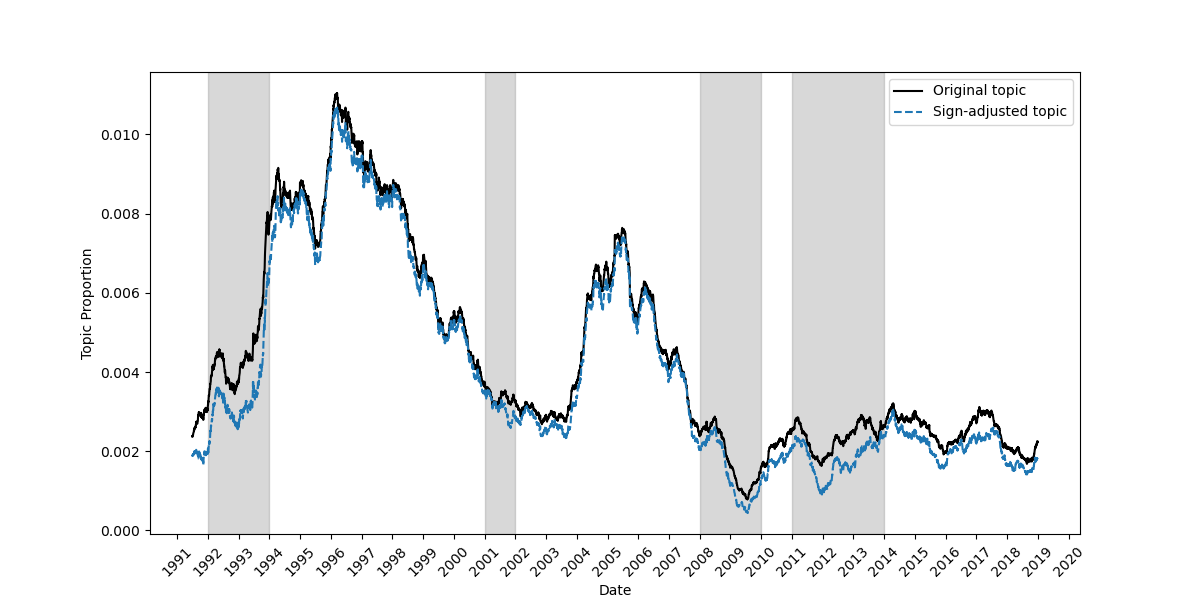 Original topic
Sign-adjusted topic
0.010
0.008
0.006
0.004
0.002
0.000
Topic Proportion
1991 1992 1993 1994 1995 1996 1997 1998 1999 2000 2001 2002 2003 2004 2005 2006 2007 2008 2009 2010 2011 2012 2013 2014 2015 2016 2017 2018 2019 2020
Date